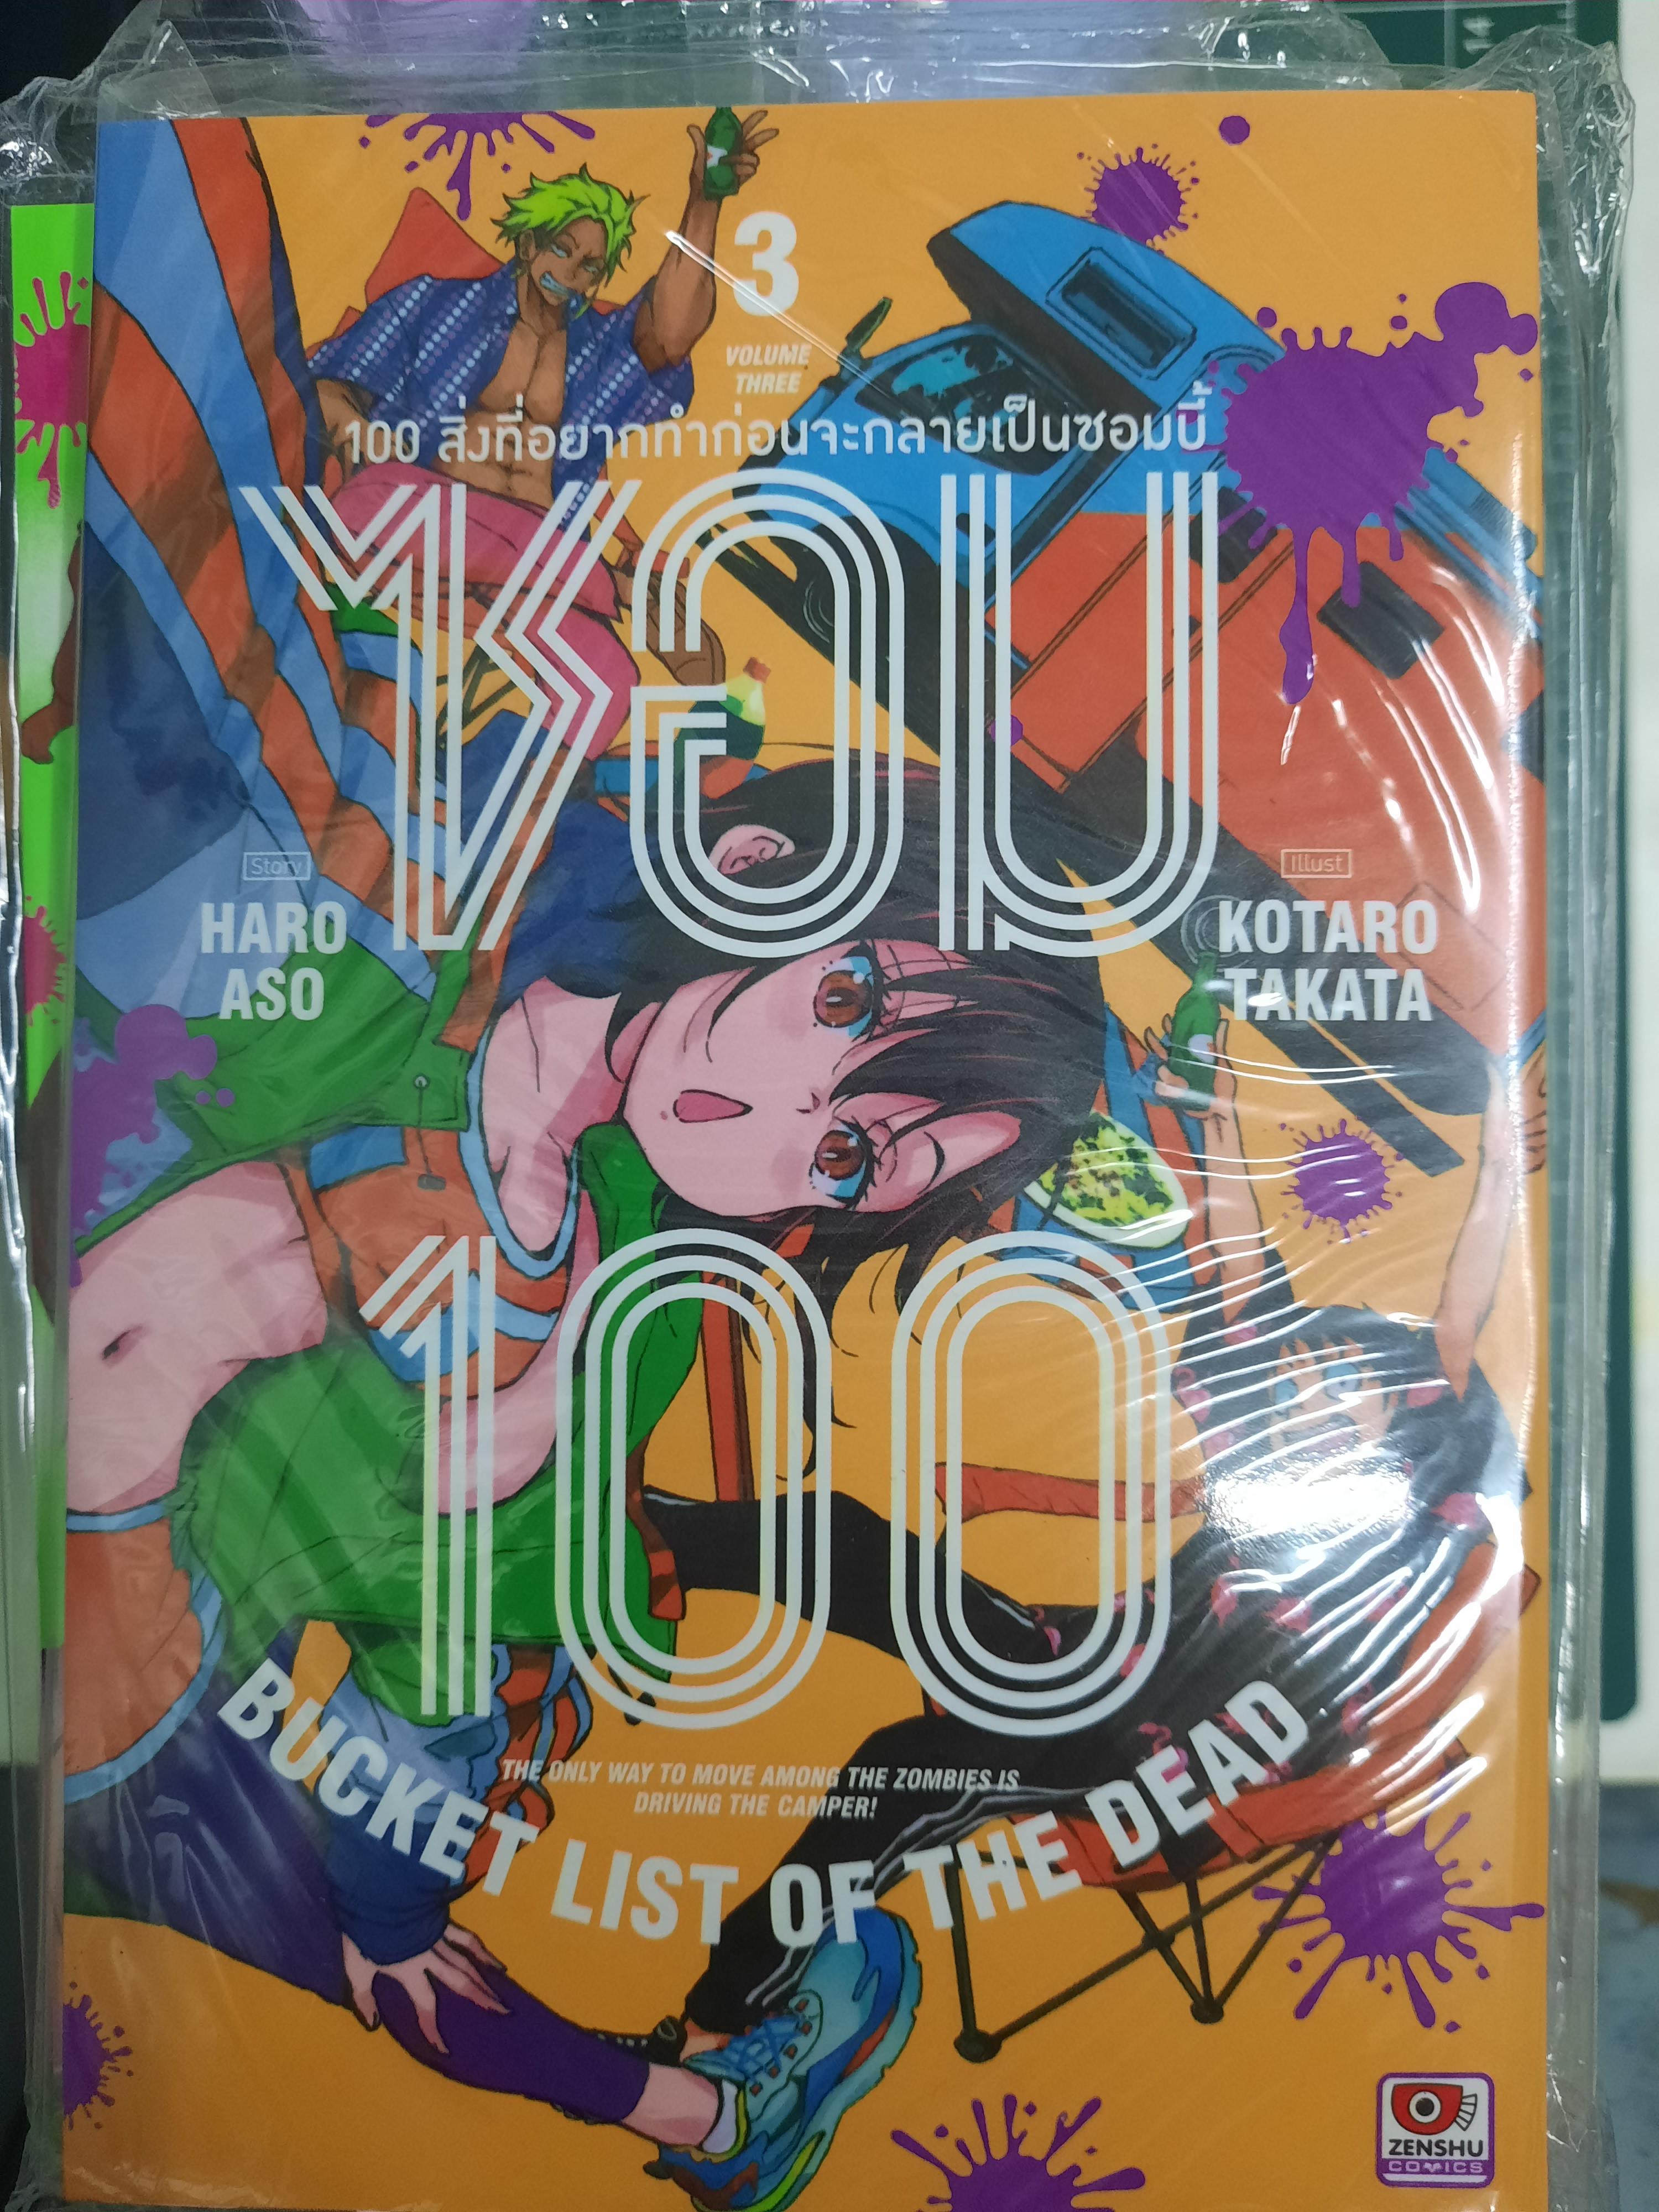 3
VOLUME
THREE
100 สิ่งที่อยากทำก่อนจะกลายเป็นซอมบี้
ซอม
100
Story
HARO
ASO
Illust
KOTARO
TAKATA
THE ONLY WAY TO MOVE AMONG THE ZOMBIES IS
DRIVING THE CAMPER!
BUCKET LIST OF THE DEAD
ZENSHU
COMICS